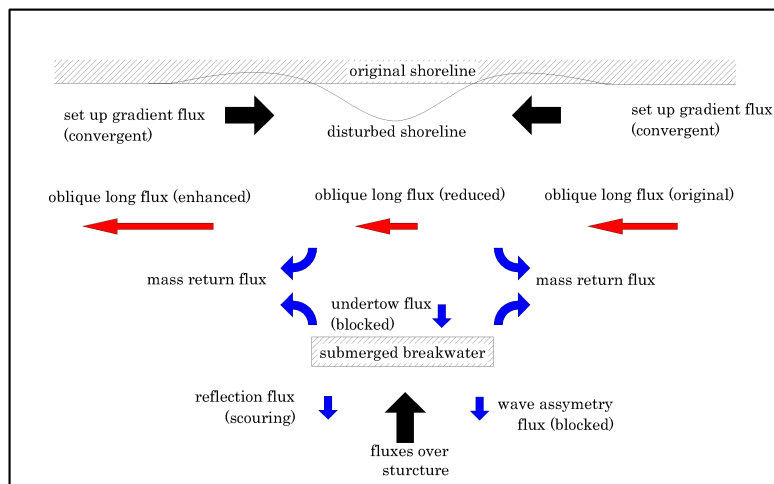 original shoreline
set up gradient flux
(convergent)
disturbed shoreline
set up gradient flux
(convergent)
oblique long flux (enhanced)
oblique long flux (reduced)
oblique long flux (original)
mass return flux
mass return flux
undertow flux
(blocked)
submerged breakwater
reflection flux
(scouring)
wave assymetry
flux (blocked)
fluxes over
sturcture